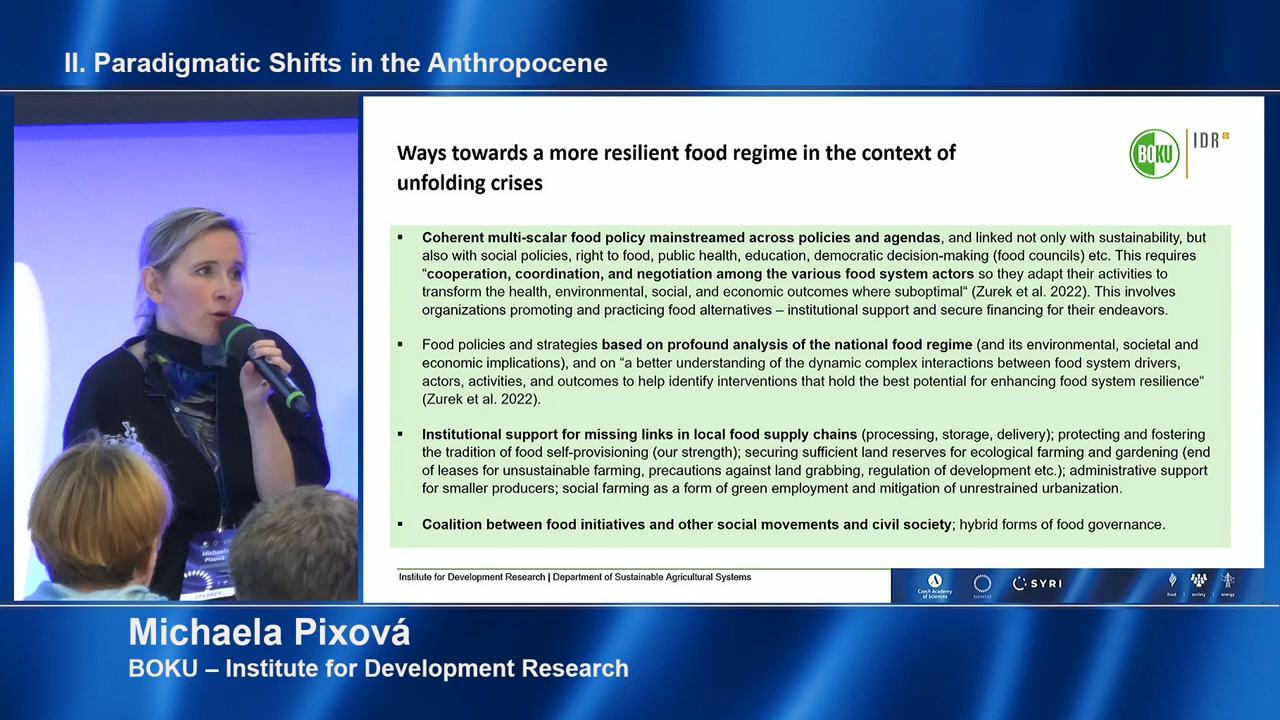 II. Paradigmatic Shifts in the Anthropocene
Ways towards a more resilient food regime in the context of
unfolding crises
BOKU
IDR
▪ Coherent multi-scalar food policy mainstreamed across policies and agendas, and linked not only with sustainability, but
also with social policies, right to food, public health, education, democratic decision-making (food councils) etc. This requires
“cooperation, coordination, and negotiation among the various food system actors so they adapt their activities to
transform the health, environmental, social, and economic outcomes where suboptimal“ (Zurek et al. 2022). This involves
organizations promoting and practicing food alternatives – institutional support and secure financing for their endeavors.
▪ Food policies and strategies based on profound analysis of the national food regime (and its environmental, societal and
economic implications), and on “a better understanding of the dynamic complex interactions between food system drivers,
actors, activities, and outcomes to help identify interventions that hold the best potential for enhancing food system resilience“
(Zurek et al. 2022).
▪ Institutional support for missing links in local food supply chains (processing, storage, delivery); protecting and fostering
the tradition of food self-provisioning (our strength); securing sufficient land reserves for ecological farming and gardening (end
of leases for unsustainable farming, precautions against land grabbing, regulation of development etc.); administrative support
for smaller producers; social farming as a form of green employment and mitigation of unrestrained urbanization.
▪ Coalition between food initiatives and other social movements and civil society; hybrid forms of food governance.
Institute for Development Research | Department of Sustainable Agricultural Systems
Czech Academy
of Sciences
SYRI
food | society | energy
Michaela
Pixová
SPEAKER
Michaela Pixová
BOKU – Institute for Development Research